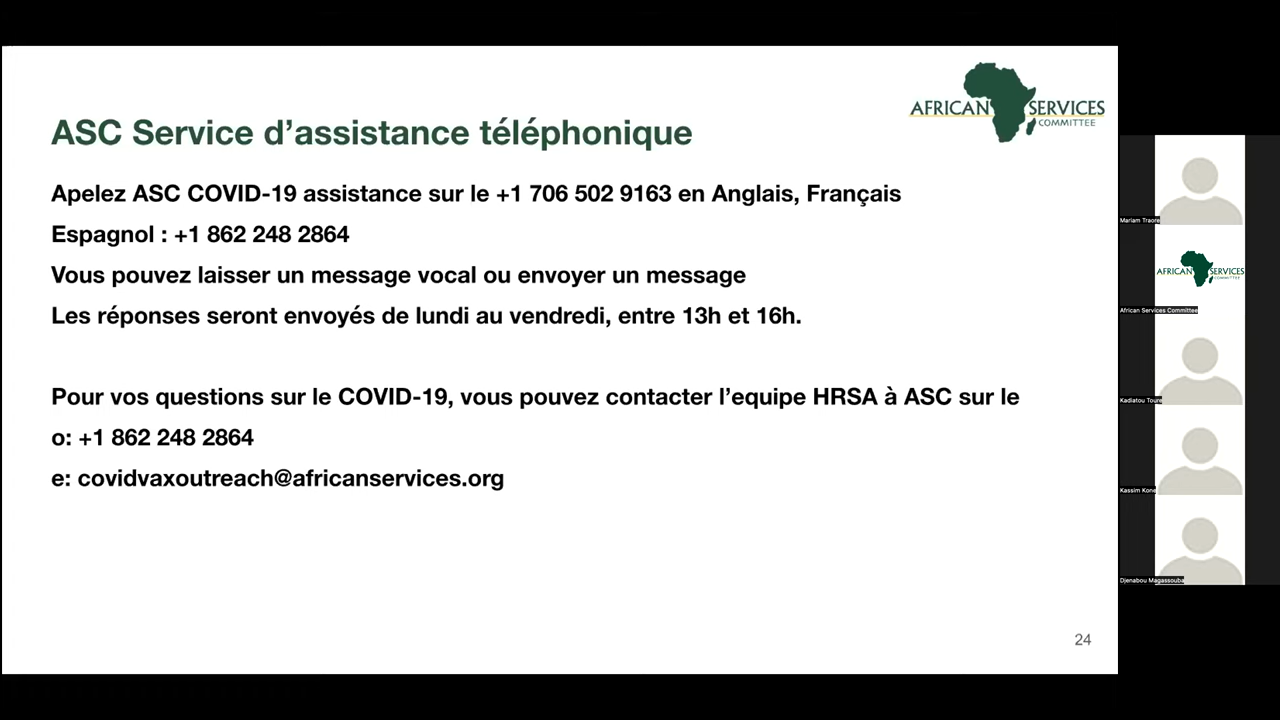 AFRICAN SERVICES
COMMITTEE
ASC Service d’assistance téléphonique
Apelez ASC COVID-19 assistance sur le +1 706 502 9163 en Anglais, Français
Espagnol : +1 862 248 2864
Vous pouvez laisser un message vocal ou envoyer un message
Les réponses seront envoyés de lundi au vendredi, entre 13h et 16h.
Pour vos questions sur le COVID-19, vous pouvez contacter l’equipe HRSA à ASC sur le
o: +1 862 248 2864
e: covidvaxoutreach@africanservices.org
24
Mariam Traore
AFRICAN SERVICES
COMMITTEE
African Services Committee
Kadiatou Toure
Kassim Kone
Djenabou Magassouba